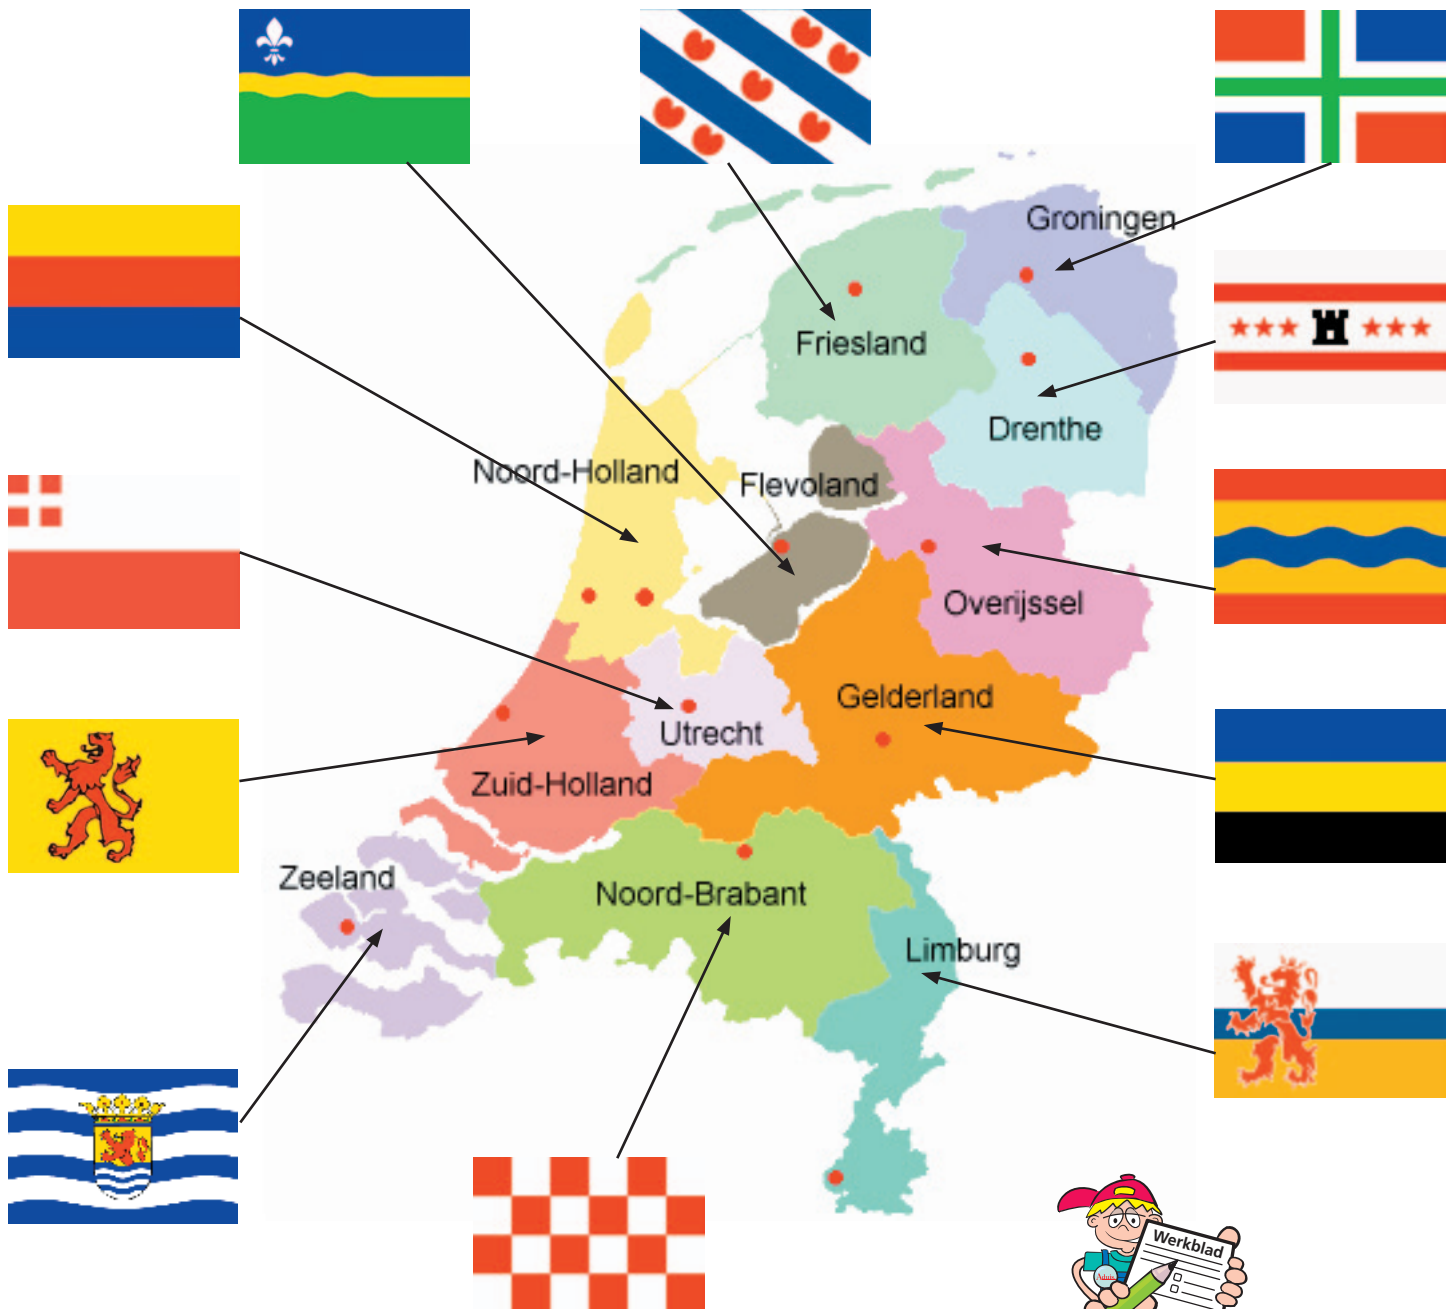 Groningen
Friesland
Drenthe
Noord-Holland
Flevoland
Overijssel
Gelderland
Utrecht
Zuid-Holland
Zeeland
Noord-Brabant
Limburg
Werkblad